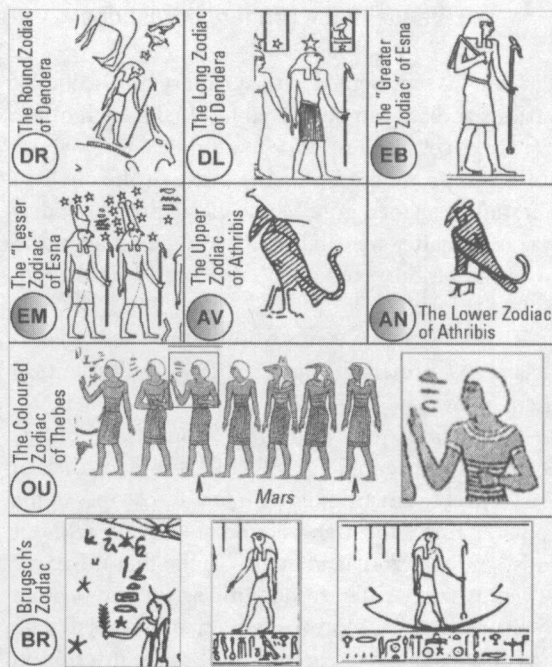 The Round Zodiac
of Dendera
DR
The Long Zodiac
of Dendera
DL
The "Greater
Zodiac" of Esna
EB
The "Lesser
Zodiac"
of Esna
EM
The Upper
Zodiac
of Athribis
AV
AN
The Lower Zodiac
of Athribis
The Coloured
Zodiac
of Thebes
OU
Mars
Brugsch's
Zodiac
BR